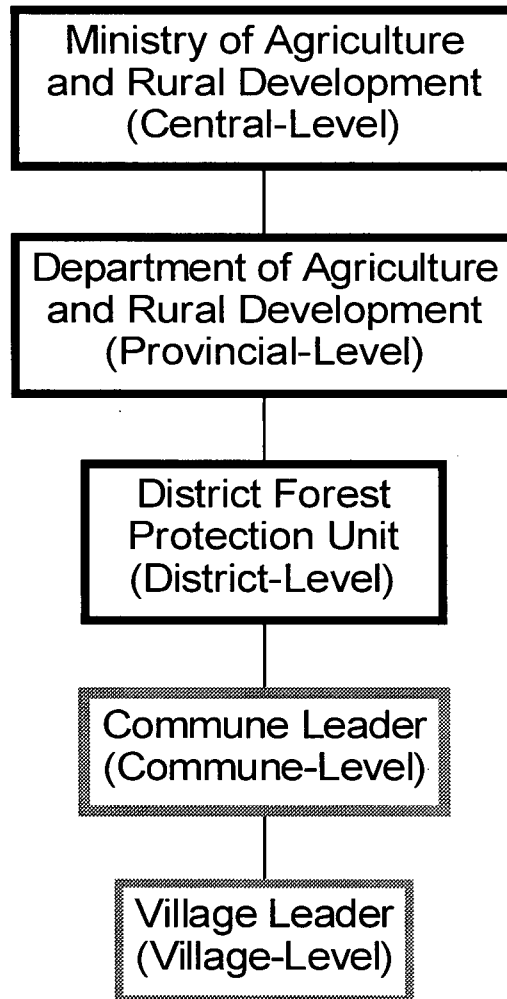 Ministry of Agriculture
and Rural Development
(Central-Level)
Department of Agriculture
and Rural Development
(Provincial-Level)
District Forest
Protection Unit
(District-Level)
Commune Leader
(Commune-Level)
Village Leader
(Village-Level)